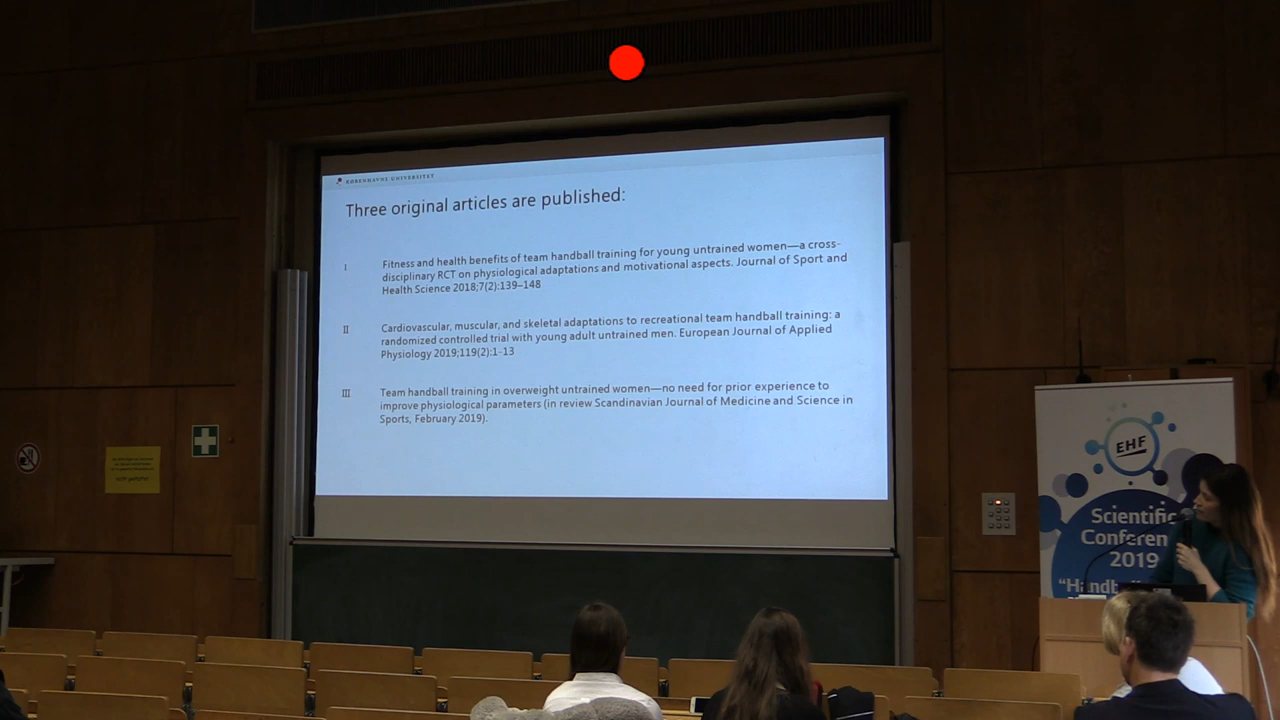 KØBENHAVNS UNIVERSITET
Three original articles are published:
I
Fitness and health benefits of team handball training for young untrained women—a cross-
disciplinary RCT on physiological adaptations and motivational aspects. Journal of Sport and
Health Science 2018;7(2):139–148
II
Cardiovascular, muscular, and skeletal adaptations to recreational team handball training: a
randomized controlled trial with young adult untrained men. European Journal of Applied
Physiology 2019;119(2):1-13
III
Team handball training in overweight untrained women—no need for prior experience to
improve physiological parameters (in review Scandinavian Journal of Medicine and Science in
Sports, February 2019).
EHF
Scientific
Conferen
2019
"Handb